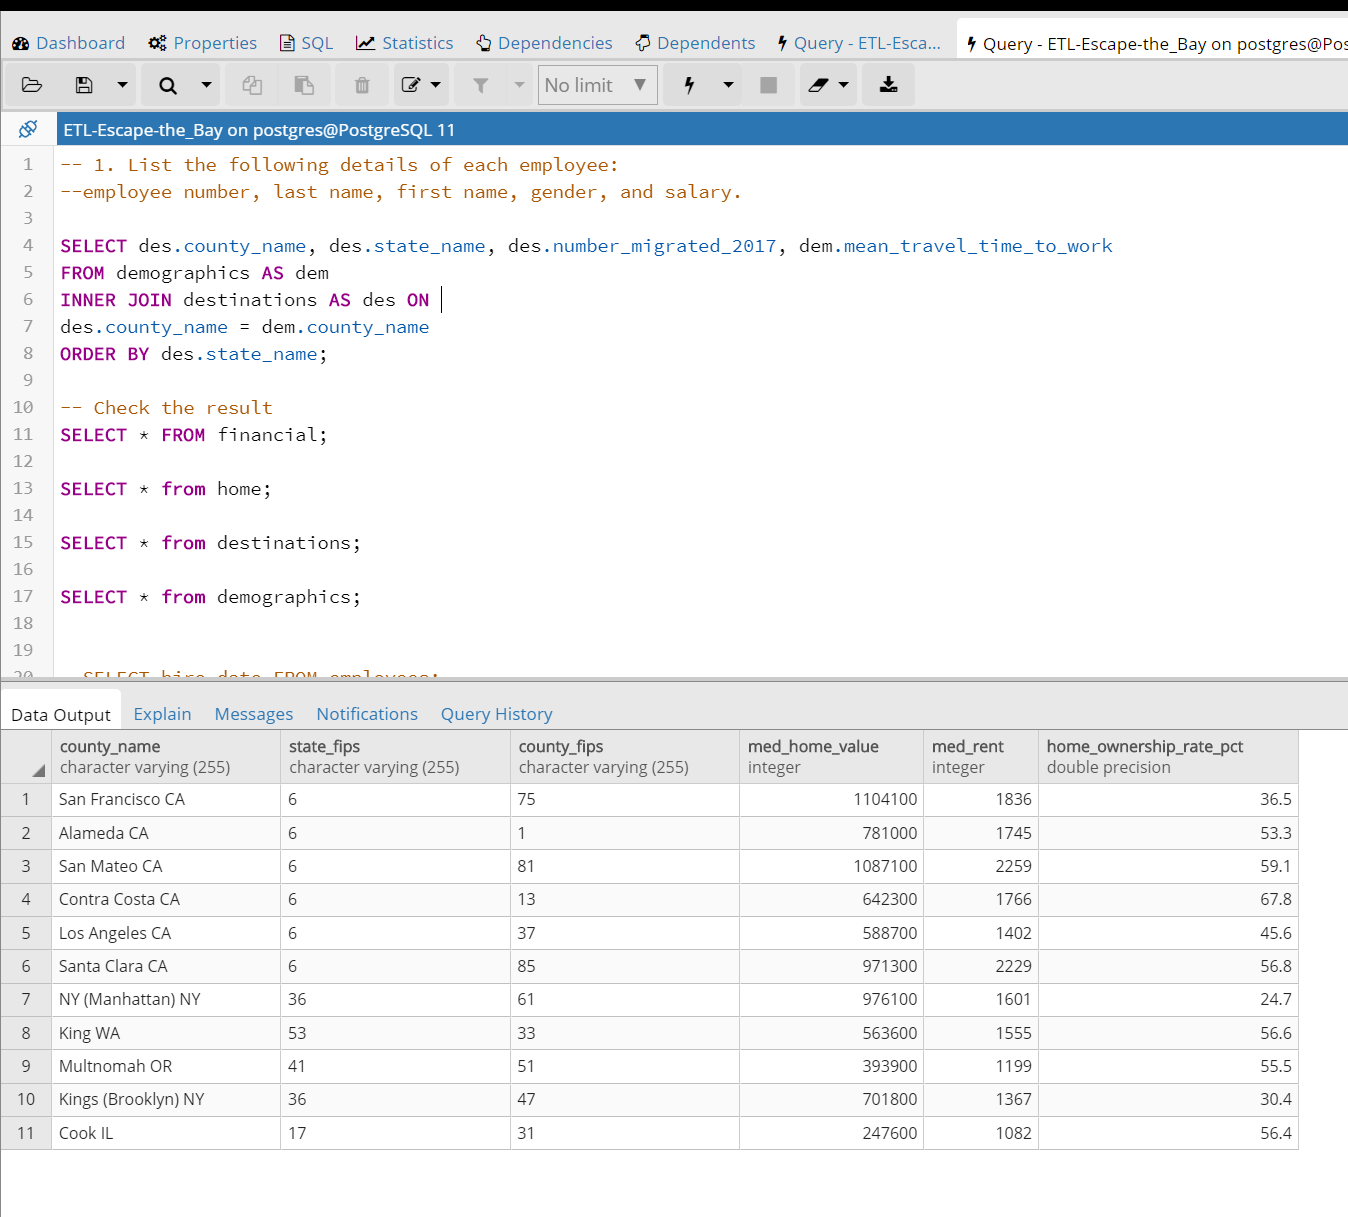 Dashboard Properties SQL Statistics Dependencies Dependents Query - ETL-Esca... Query - ETL-Escape-the_Bay on postgres@Pos
No limit
ETL-Escape-the_Bay on postgres@PostgreSQL 11
1 -- 1. List the following details of each employee:
2 --employee number, last name, first name, gender, and salary.
3
4 SELECT des.county_name, des.state_name, des.number_migrated_2017, dem.mean_travel_time_to_work
5 FROM demographics AS dem
6 INNER JOIN destinations AS des ON
7 des.county_name = dem.county_name
8 ORDER BY des.state_name;
9
10 -- Check the result
11 SELECT * FROM financial;
12
13 SELECT * from home;
14
15 SELECT * from destinations;
16
17 SELECT * from demographics;
18
19
20 SELECT hire_date FROM employees;
Data Output Explain Messages Notifications Query History
county_name state_fips county_fips med_home_value med_rent home_ownership_rate_pct
character varying (255) character varying (255) character varying (255) integer integer double precision
1 San Francisco CA 6 75 1104100 1836 36.5
2 Alameda CA 6 1 781000 1745 53.3
3 San Mateo CA 6 81 1087100 2259 59.1
4 Contra Costa CA 6 13 642300 1766 67.8
5 Los Angeles CA 6 37 588700 1402 45.6
6 Santa Clara CA 6 85 971300 2229 56.8
7 NY (Manhattan) NY 36 61 976100 1601 24.7
8 King WA 53 33 563600 1555 56.6
9 Multnomah OR 41 51 393900 1199 55.5
10 Kings (Brooklyn) NY 36 47 701800 1367 30.4
11 Cook IL 17 31 247600 1082 56.4